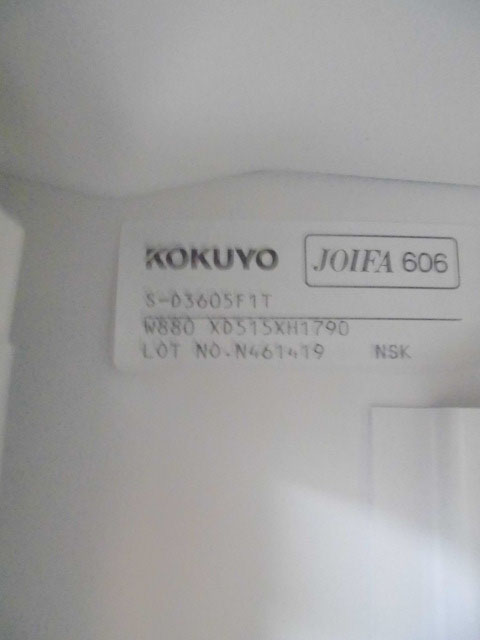 KOKUYO JOIFA 606
S-D3605F1T
W880 XD515XH1790
LOT NO.N461419 NSK